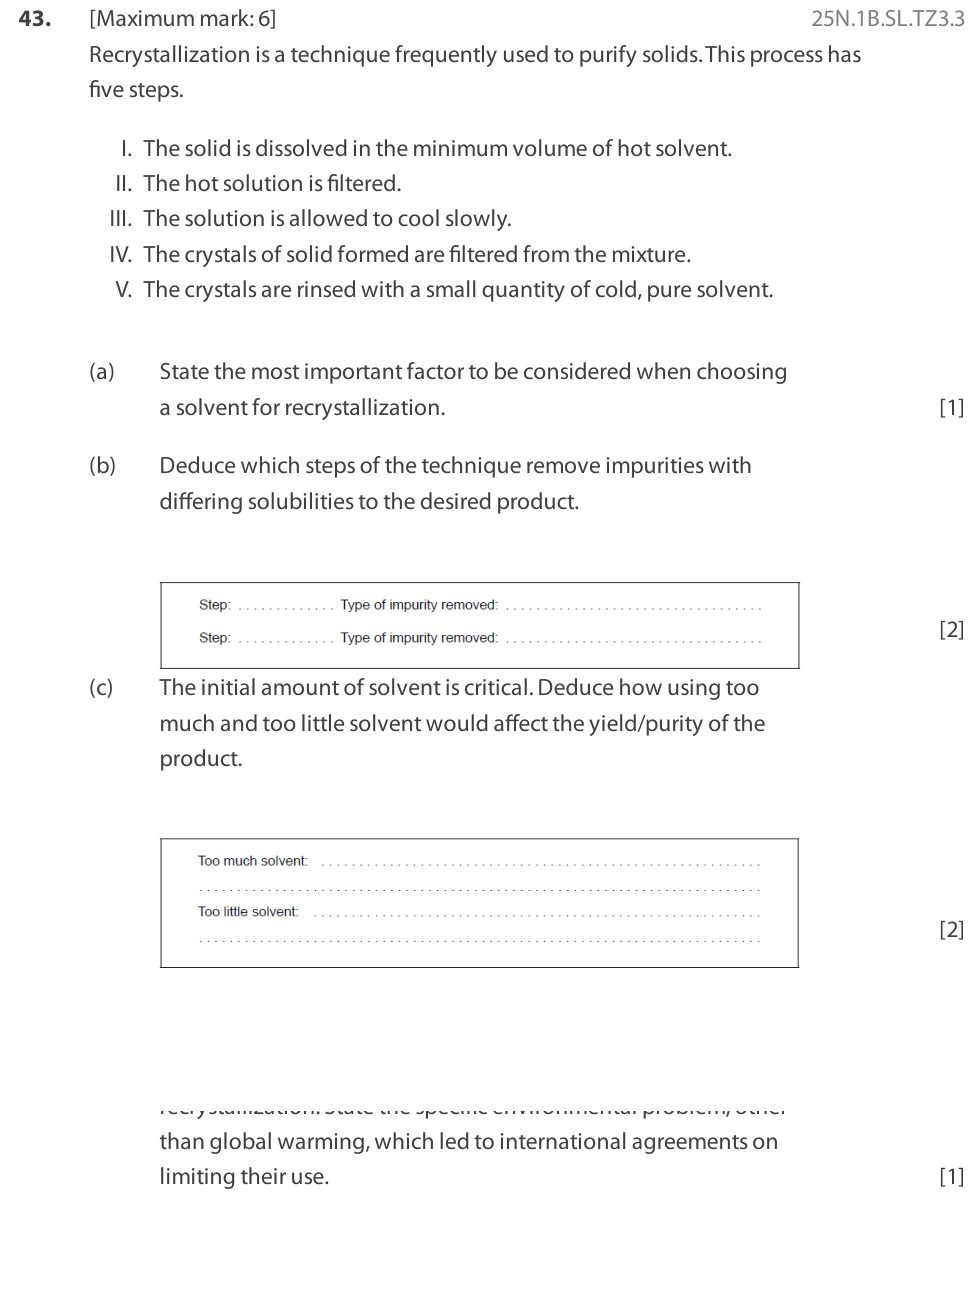 43. [Maximum mark: 6] 25N.1B.SL.TZ3.3
Recrystallization is a technique frequently used to purify solids. This process has
five steps.
I. The solid is dissolved in the minimum volume of hot solvent.
II. The hot solution is filtered.
III. The solution is allowed to cool slowly.
IV. The crystals of solid formed are filtered from the mixture.
V. The crystals are rinsed with a small quantity of cold, pure solvent.
(a) State the most important factor to be considered when choosing
a solvent for recrystallization. [1]
(b) Deduce which steps of the technique remove impurities with
differing solubilities to the desired product.
Step: ............. Type of impurity removed: ..................................
Step: ............. Type of impurity removed: ..................................
[2]
(c) The initial amount of solvent is critical. Deduce how using too
much and too little solvent would affect the yield/purity of the
product.
Too much solvent: ..........................................................
..........................................................................
Too little solvent: ...........................................................
..........................................................................
[2]
recrystallization. State the specific environmental problem, other
than global warming, which led to international agreements on
limiting their use. [1]